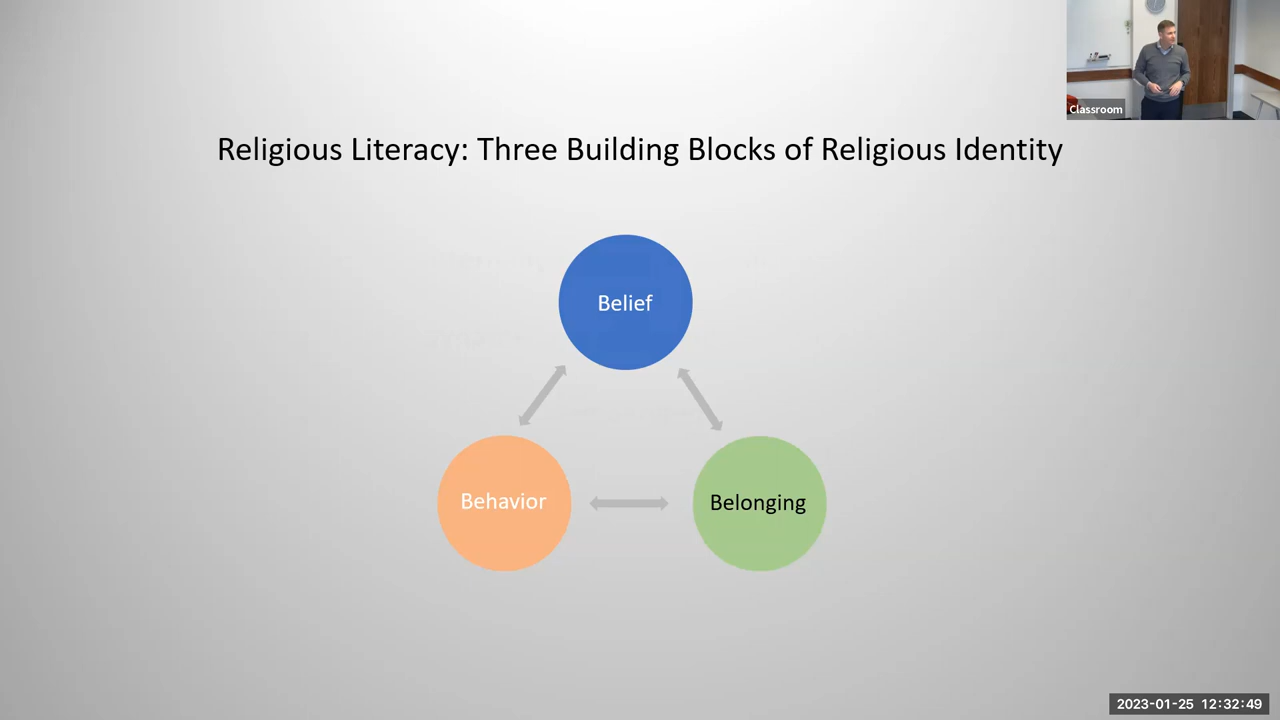 Classroom
Religious Literacy: Three Building Blocks of Religious Identity
Belief
Behavior
Belonging
2023-01-25 12:32:49